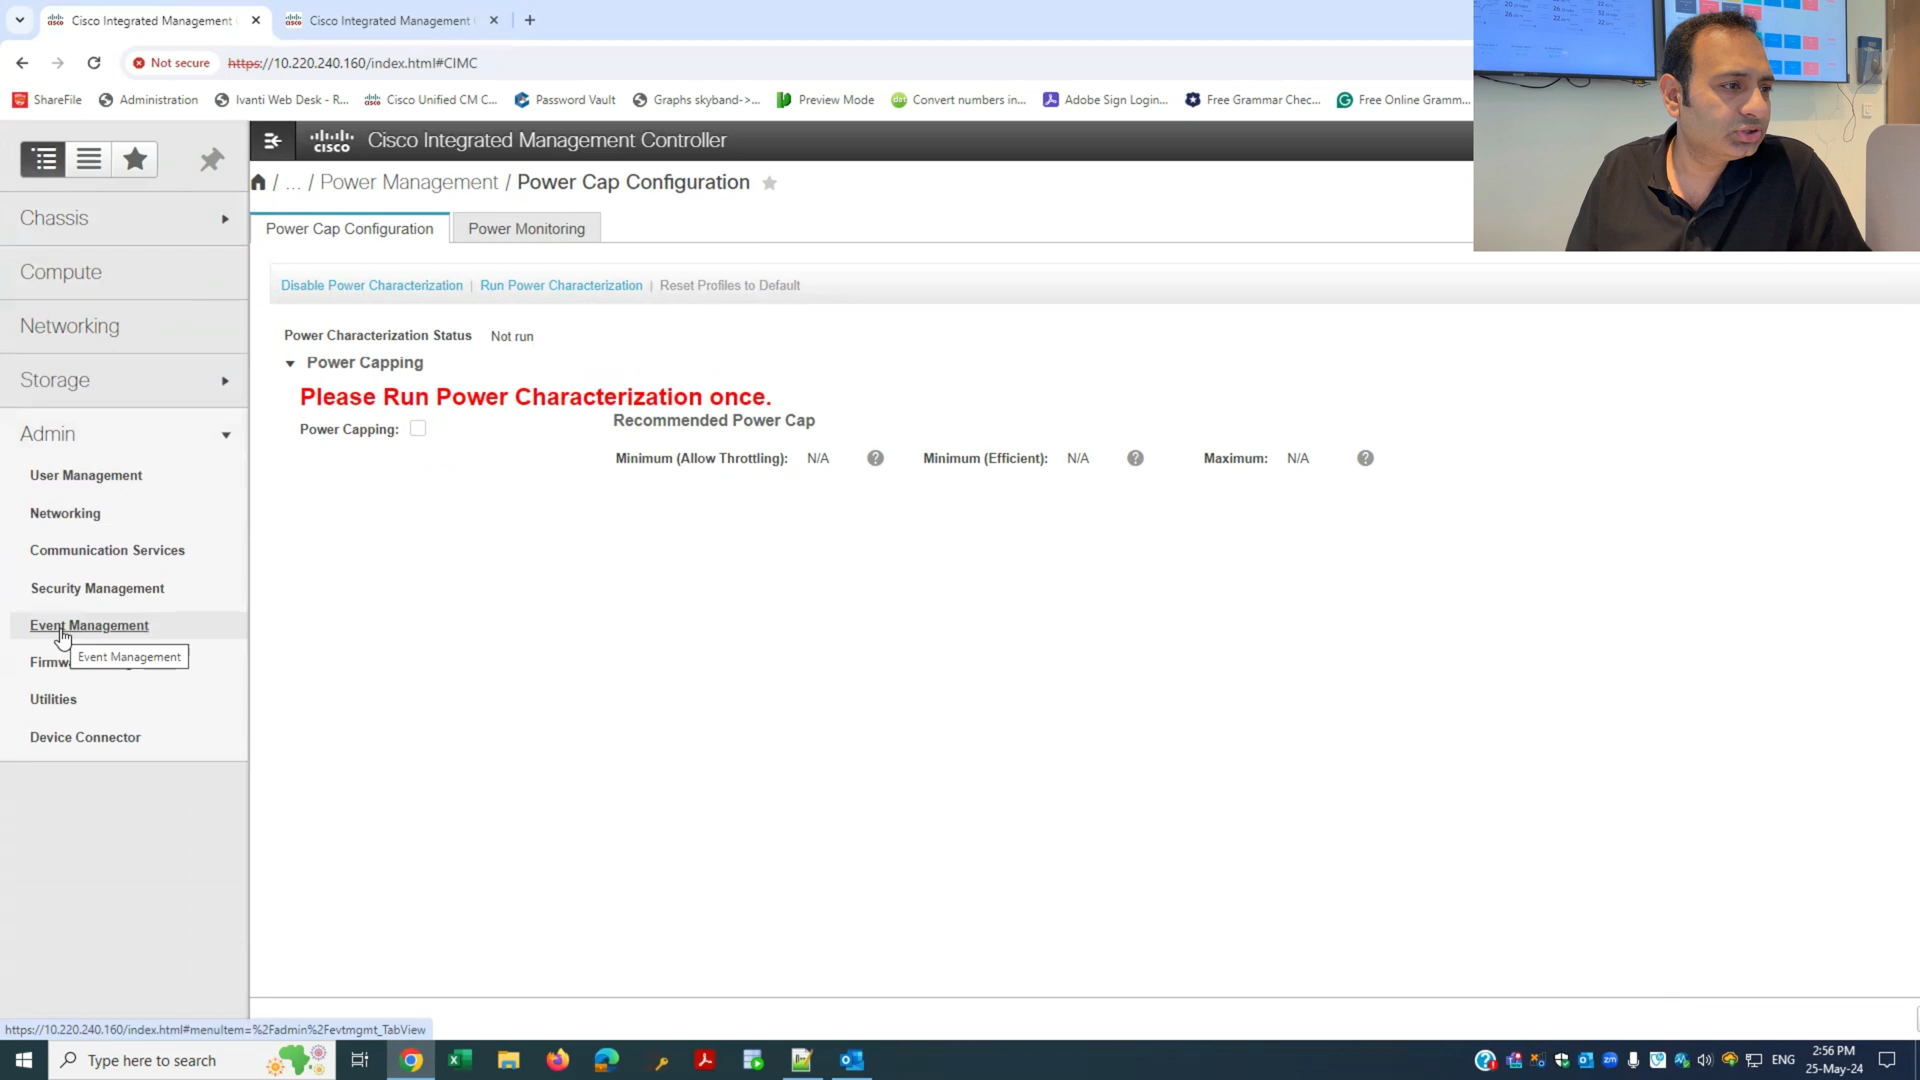 Cisco Integrated Management
Cisco Integrated Management
Not secure https://10.220.240.160/index.html#CIMC
ShareFile Administration Ivanti Web Desk - R... Cisco Unified CM C... Password Vault Graphs skyband->... Preview Mode Convert numbers in... Adobe Sign Login... Free Grammar Chec... Free Online Gramm...
cisco Cisco Integrated Management Controller
/ ... / Power Management / Power Cap Configuration
Power Cap Configuration Power Monitoring
Disable Power Characterization | Run Power Characterization | Reset Profiles to Default
Power Characterization Status Not run
Power Capping
Please Run Power Characterization once.
Power Capping:
Recommended Power Cap
Minimum (Allow Throttling): N/A ? Minimum (Efficient): N/A ? Maximum: N/A ?
Chassis
Compute
Networking
Storage
Admin
User Management
Networking
Communication Services
Security Management
Event Management
Event Management
Firmw
Utilities
Device Connector
https://10.220.240.160/index.html#menuItem=%2Fadmin%2Fevtmgmt_TabView
Type here to search
ENG
2:56 PM
25-May-24